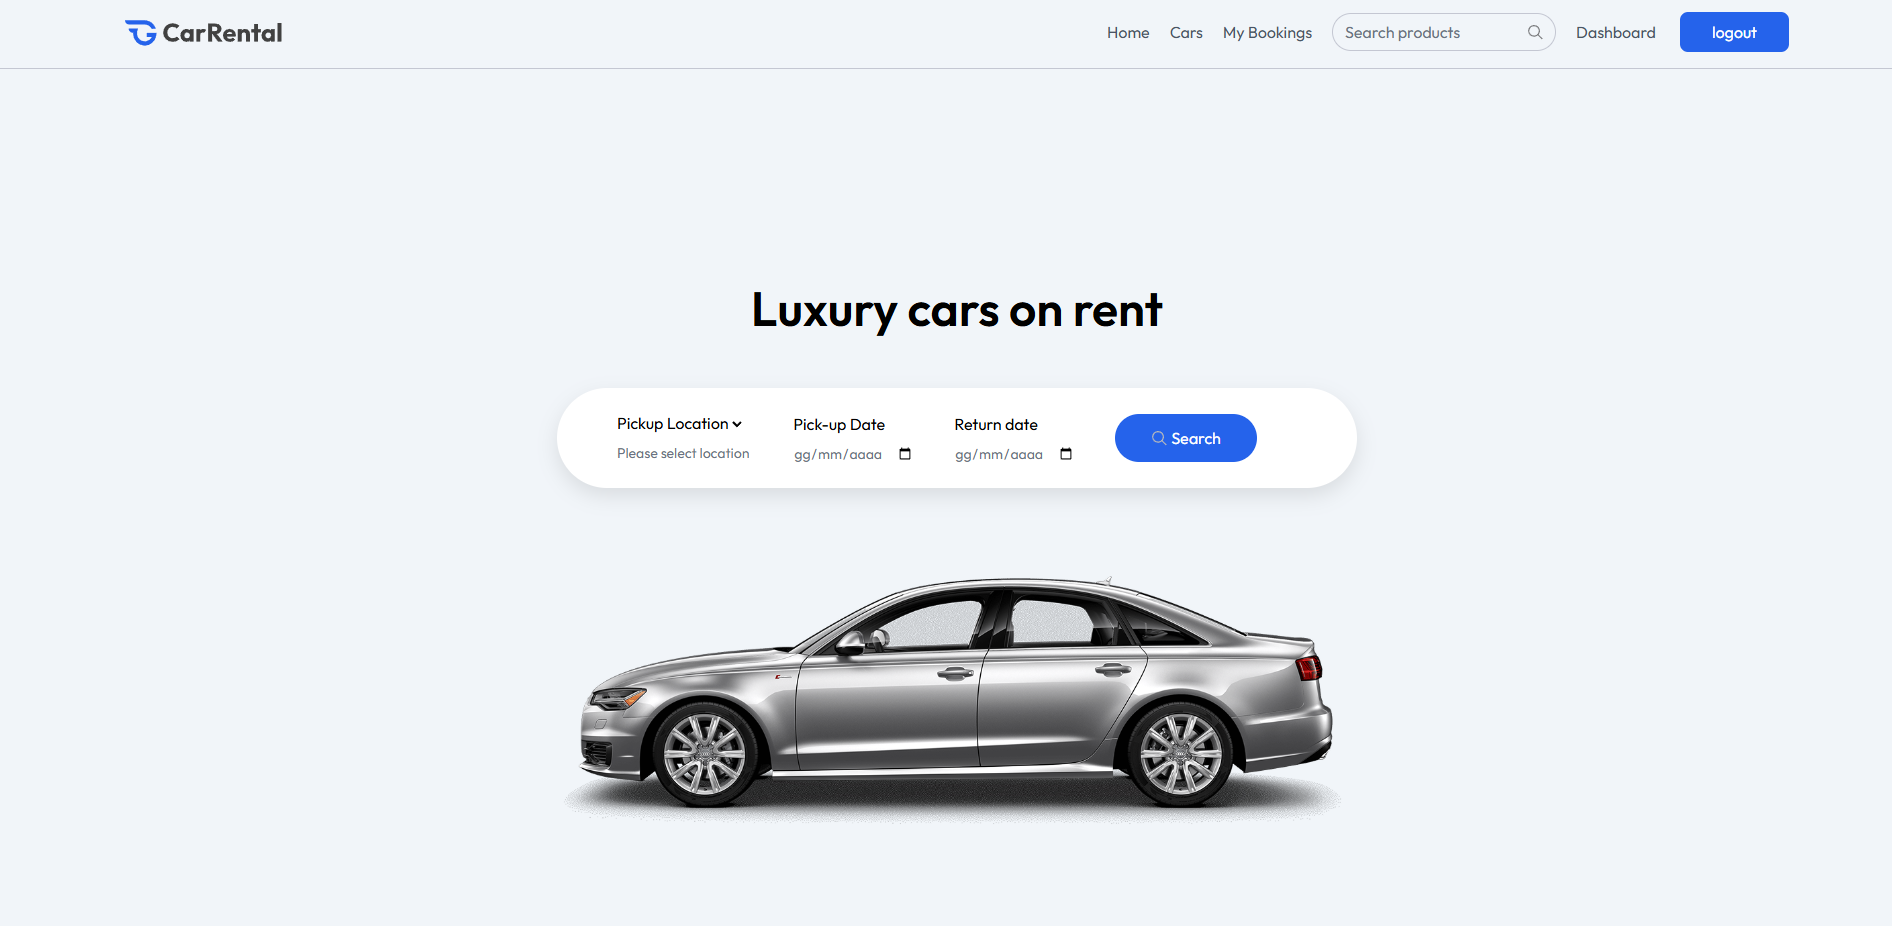 CarRental
Home
Cars
My Bookings
Search products
Dashboard
logout
Luxury cars on rent
Pickup Location
Please select location
Pick-up Date
gg/mm/aaaa
Return date
gg/mm/aaaa
Search